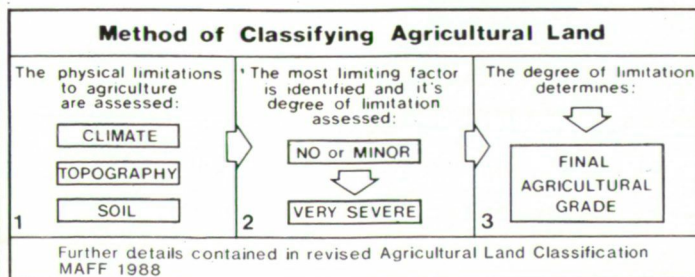 Method of Classifying Agricultural Land
The physical limitations
to agriculture
are assessed:
CLIMATE
TOPOGRAPHY
SOIL
1
'The most limiting factor
is identified and it's
degree of limitation
assessed:
NO or MINOR
VERY SEVERE
2
The degree of limitation
determines:
FINAL
AGRICULTURAL
GRADE
3
Further details contained in revised Agricultural Land Classification
MAFF 1988